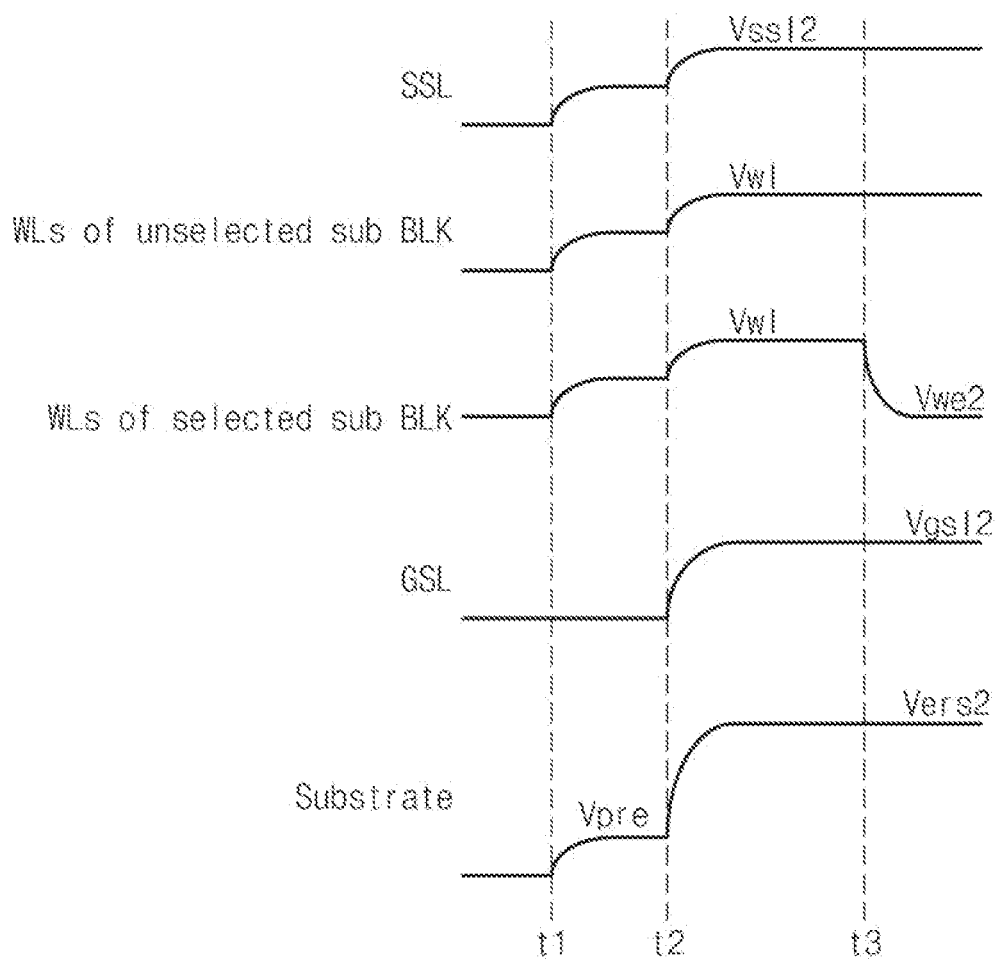 Vssl2
SSL
Vwl
WLs of unselected sub BLK
Vwl
WLs of selected sub BLK
Vwe2
Vgsl2
GSL
Vers2
Substrate
Vpre
t1 t2 t3